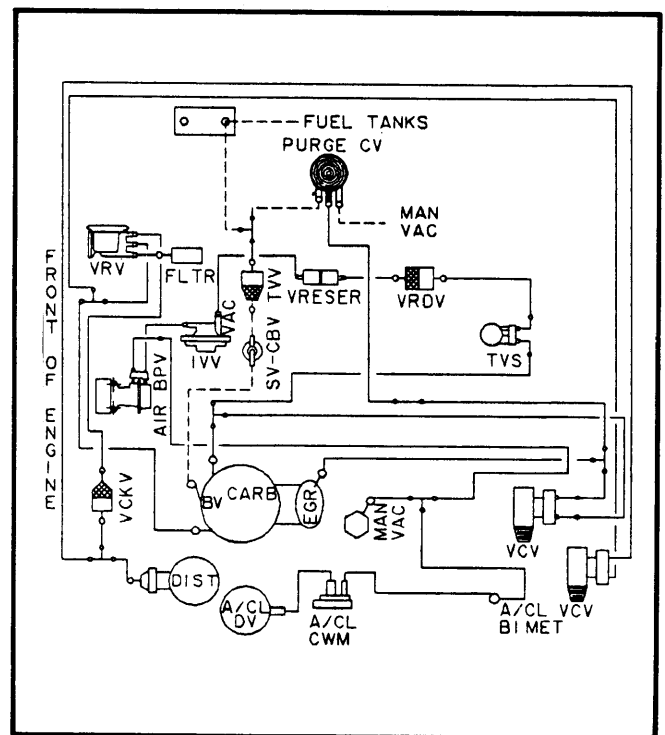 FUEL TANKS
PURGE CV
MAN
VAC
VRV
FLTR
TVV
VRESER
VRDV
FRONT OF ENGINE
VAC
IVV
SV-CBV
TVS
AIR BPV
VCKV
BV
CARB
EGR
MAN
VAC
VCV
DIST
A/CL
DV
A/CL
CWM
A/CL
BIMET
VCV